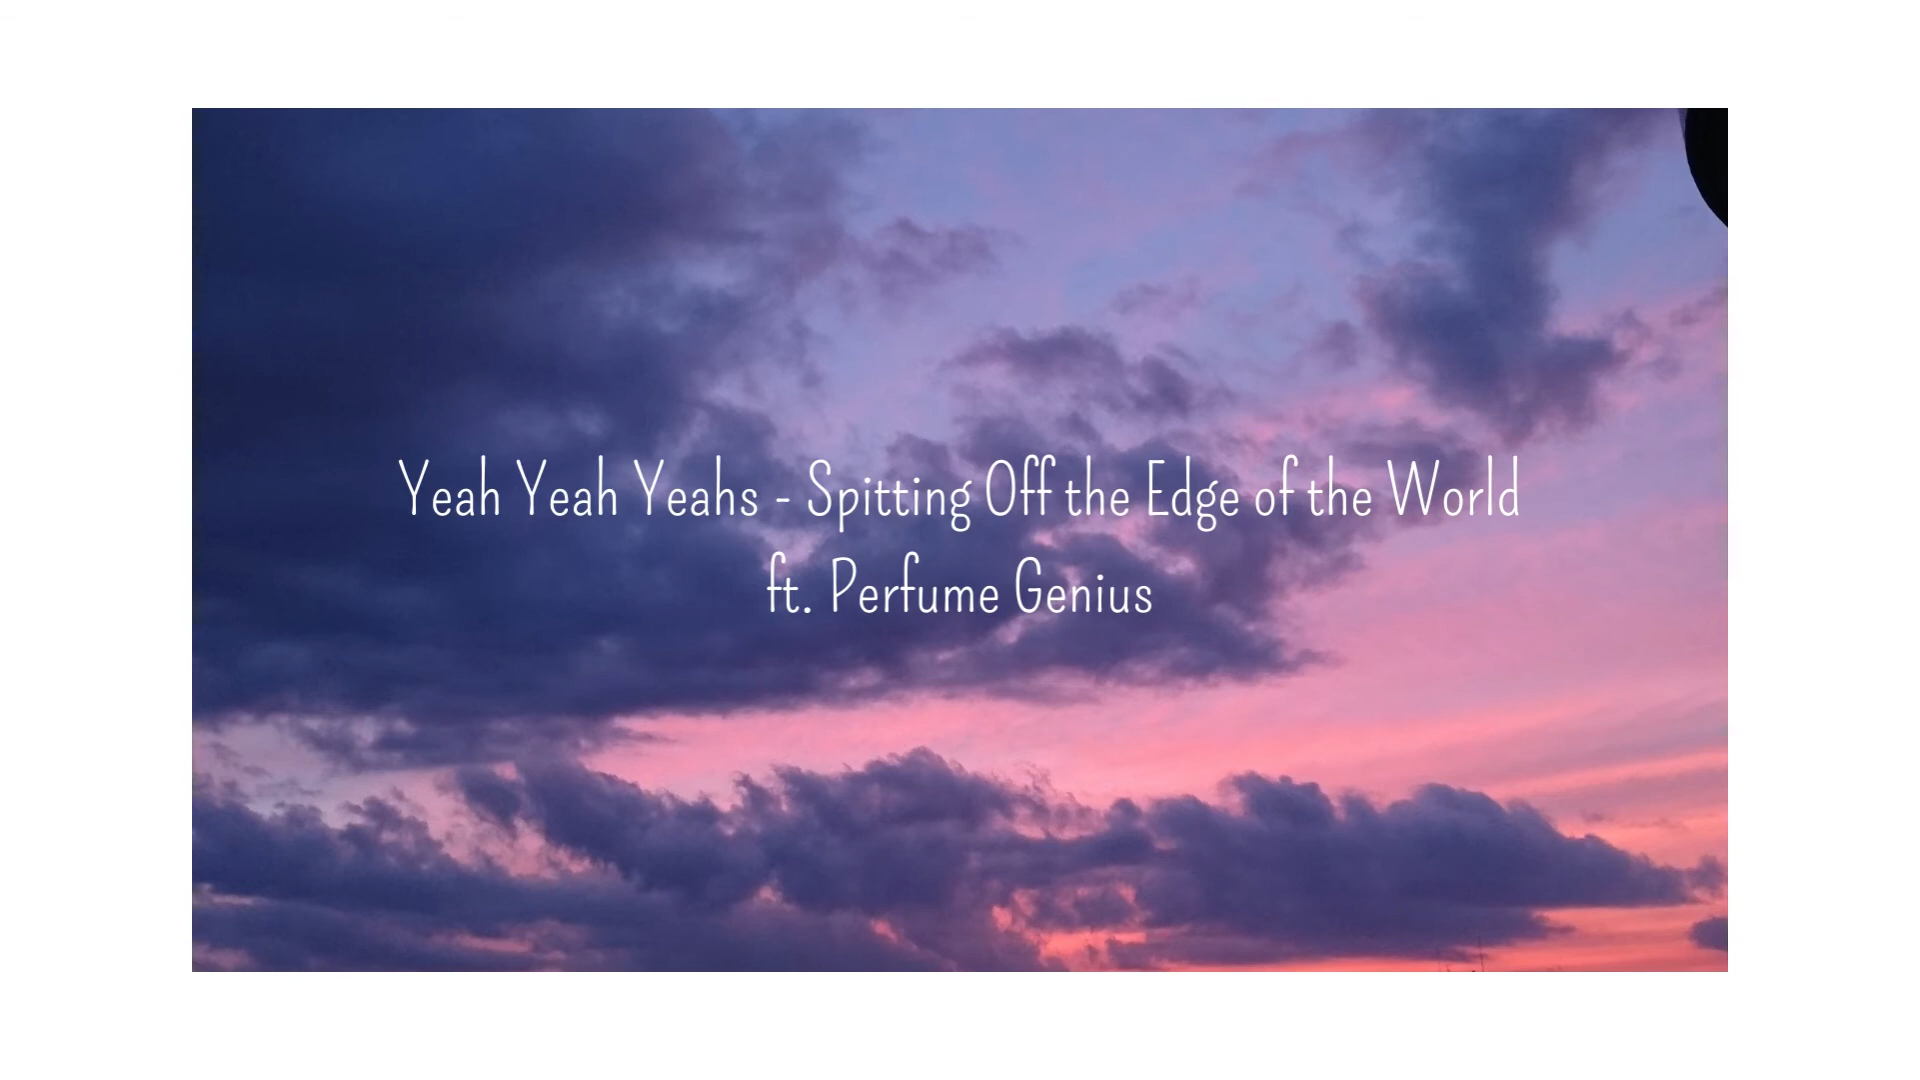 Yeah Yeah Yeahs - Spitting Off the Edge of the World
ft. Perfume Genius